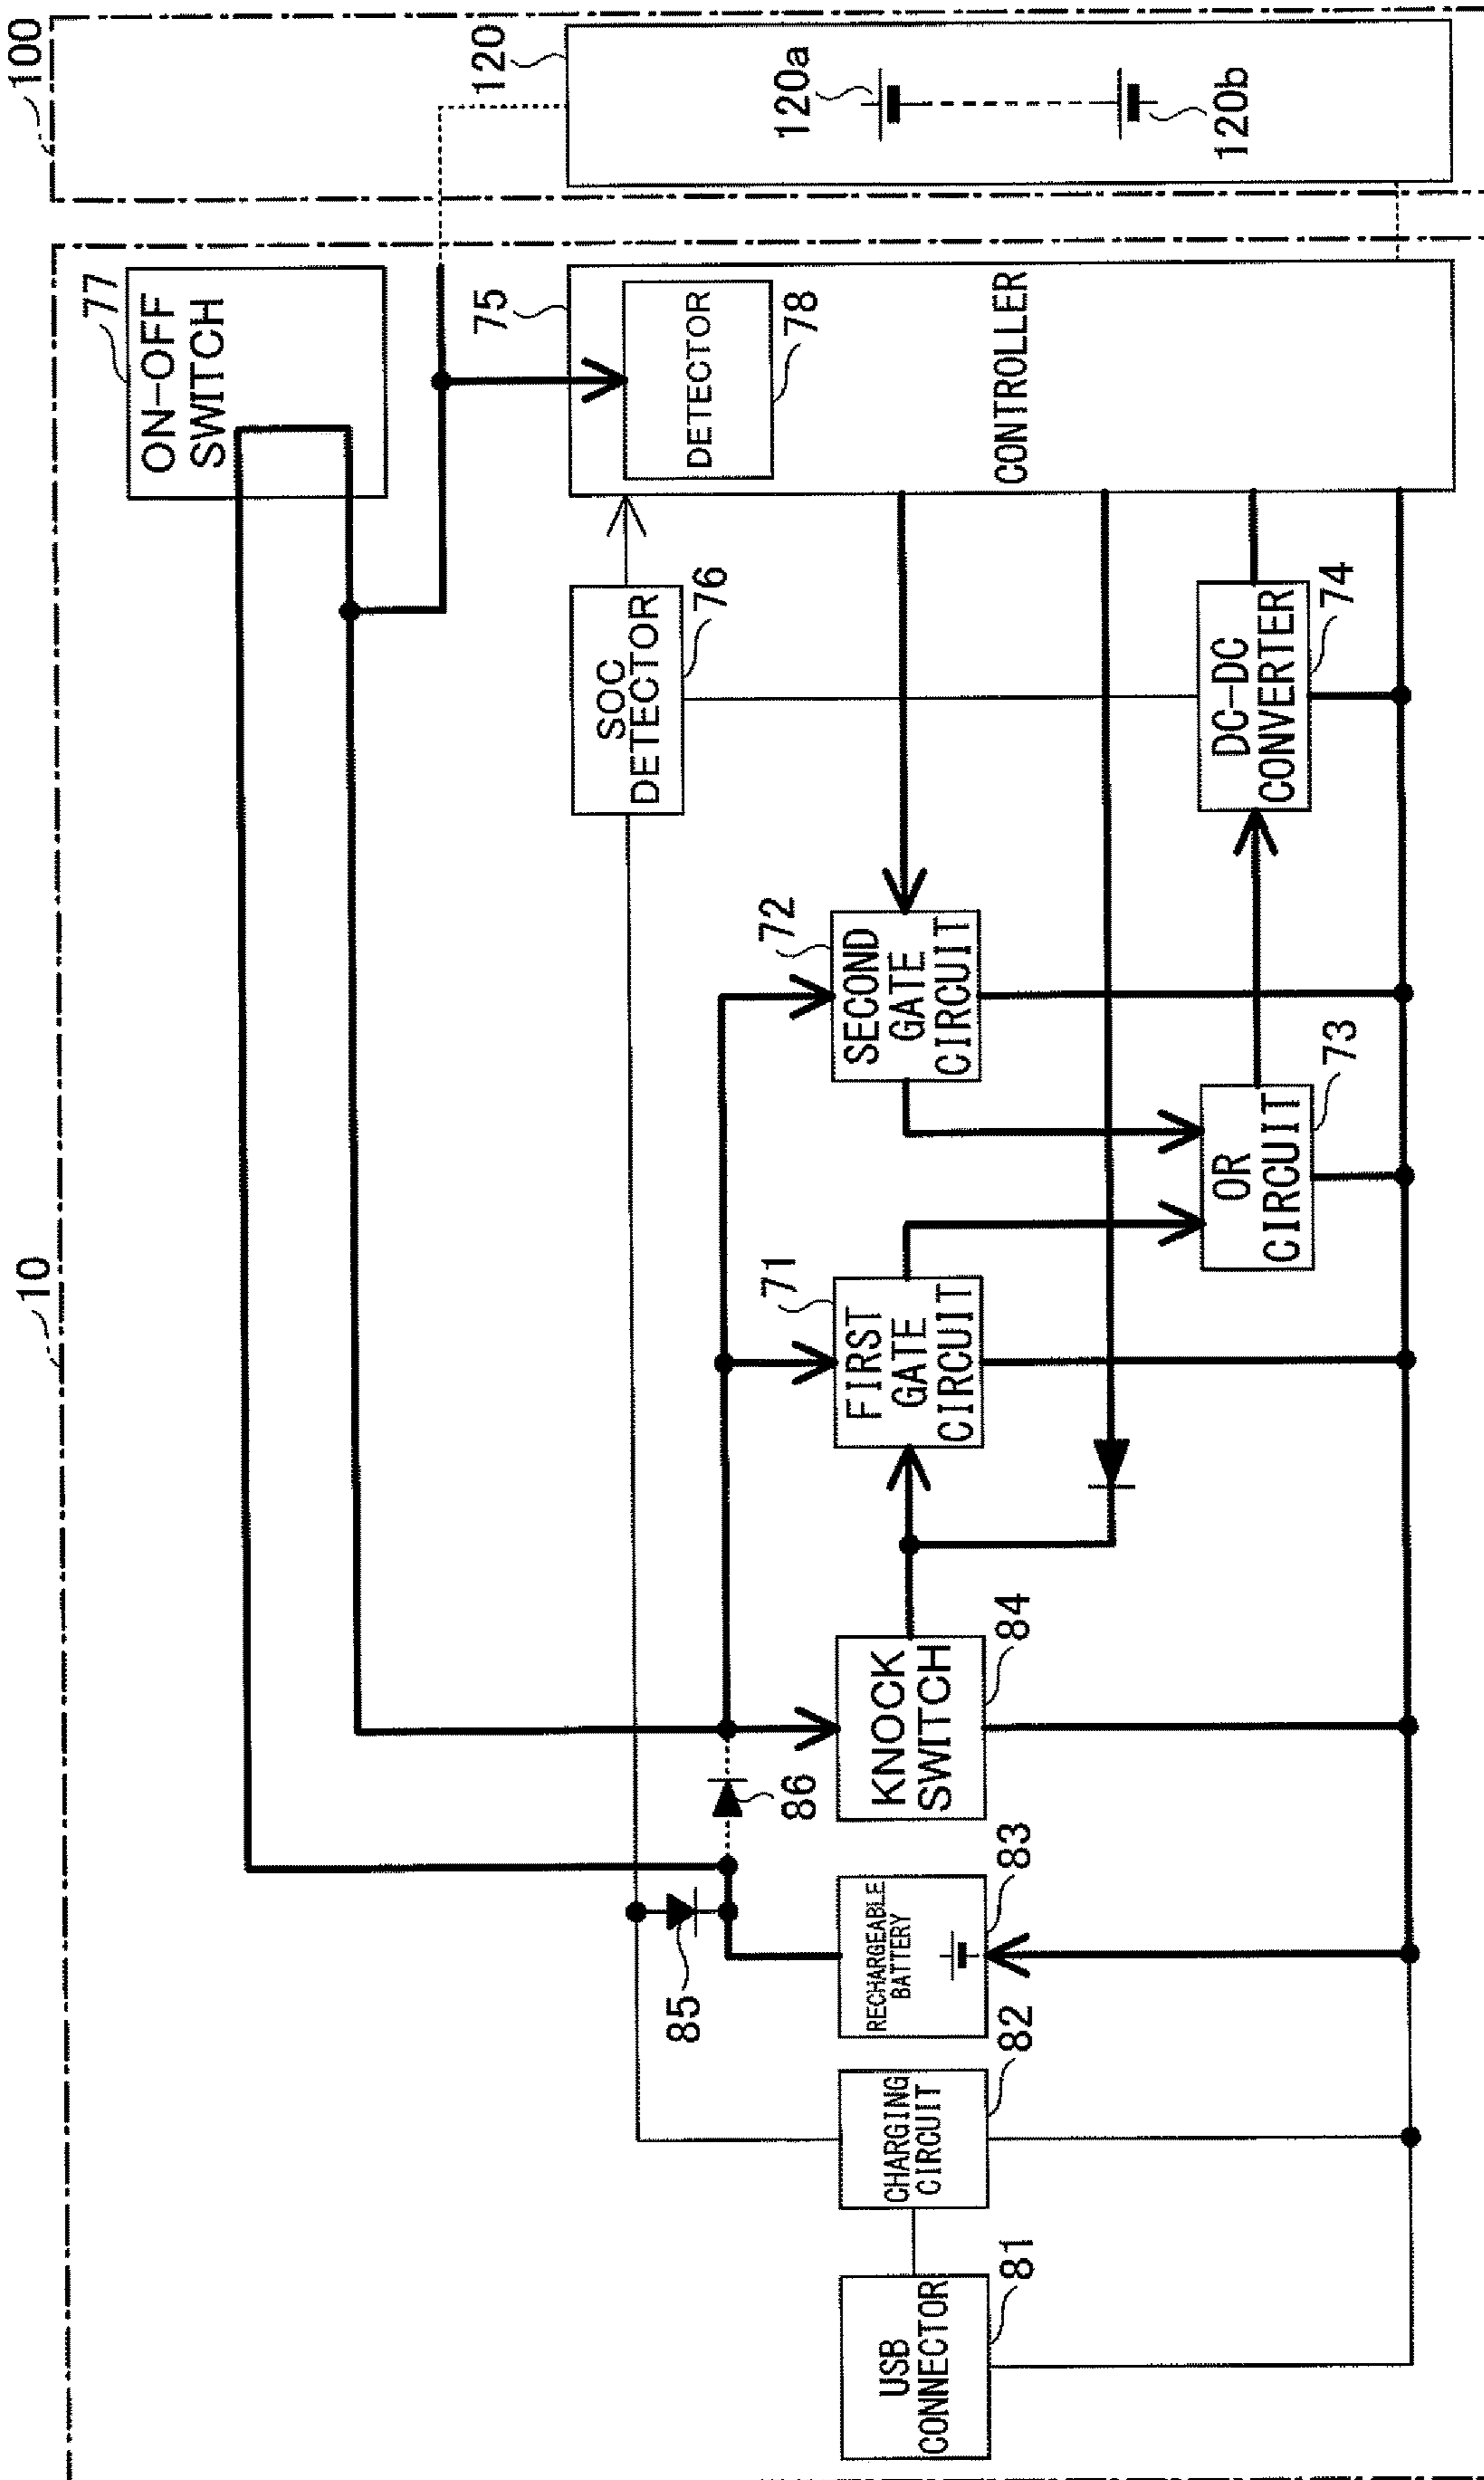 10
100
77
ON-OFF
SWITCH
120
120a
120b
75
DETECTOR
78
CONTROLLER
SOC
DETECTOR
76
DC-DC
CONVERTER
74
72
SECOND
GATE
CIRCUIT
OR
CIRCUIT
73
71
FIRST
GATE
CIRCUIT
KNOCK
SWITCH
84
86
85
RECHARGEABLE
BATTERY
83
CHARGING
CIRCUIT
82
USB
CONNECTOR
81